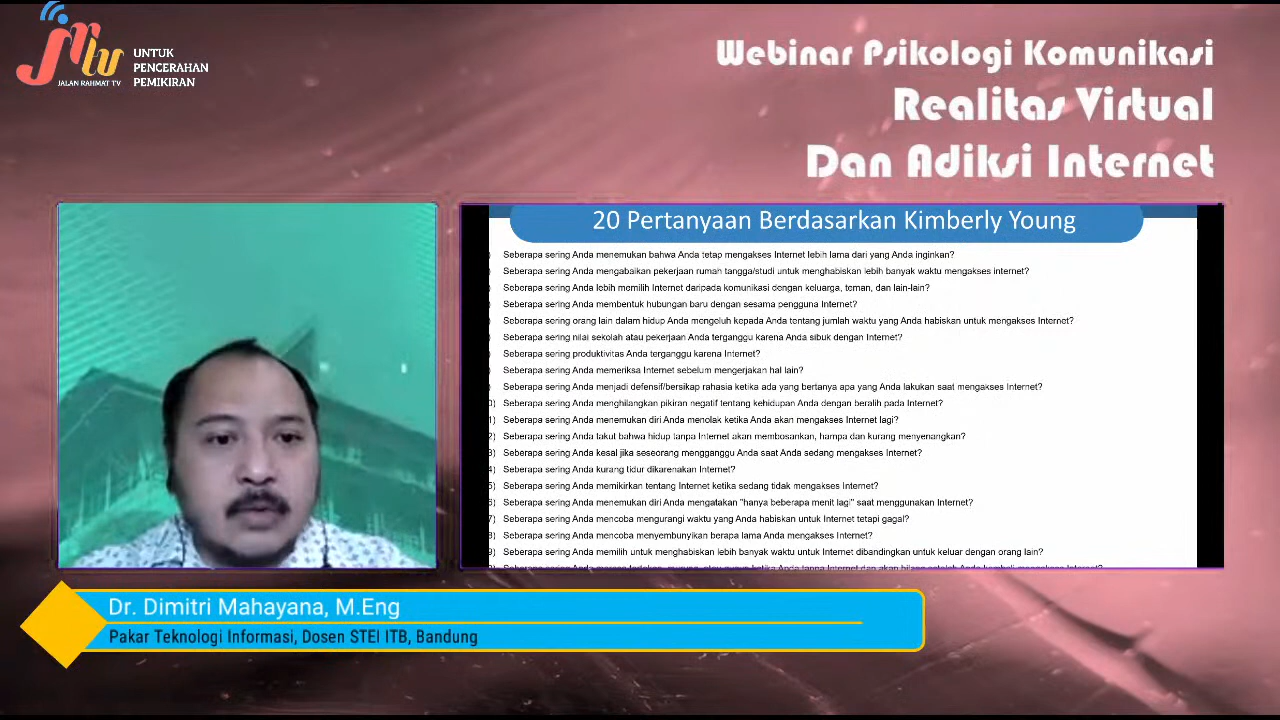 jrtv
JALAN RAHMAT TV
UNTUK
PENCERAHAN
PEMIKIRAN
Webinar Psikologi Komunikasi
Realitas Virtual
Dan Adiksi Internet
20 Pertanyaan Berdasarkan Kimberly Young
) Seberapa sering Anda menemukan bahwa Anda tetap mengakses Internet lebih lama dari yang Anda inginkan?
) Seberapa sering Anda mengabaikan pekerjaan rumah tangga/studi untuk menghabiskan lebih banyak waktu mengakses internet?
) Seberapa sering Anda lebih memilih Internet daripada komunikasi dengan keluarga, teman, dan lain-lain?
) Seberapa sering Anda membentuk hubungan baru dengan sesama pengguna Internet?
) Seberapa sering orang lain dalam hidup Anda mengeluh kepada Anda tentang jumlah waktu yang Anda habiskan untuk mengakses Internet?
) Seberapa sering nilai sekolah atau pekerjaan Anda terganggu karena Anda sibuk dengan Internet?
) Seberapa sering produktivitas Anda terganggu karena Internet?
) Seberapa sering Anda memeriksa Internet sebelum mengerjakan hal lain?
) Seberapa sering Anda menjadi defensif/bersikap rahasia ketika ada yang bertanya apa yang Anda lakukan saat mengakses Internet?
0) Seberapa sering Anda menghilangkan pikiran negatif tentang kehidupan Anda dengan beralih pada Internet?
1) Seberapa sering Anda menemukan diri Anda menolak ketika Anda akan mengakses Internet lagi?
2) Seberapa sering Anda takut bahwa hidup tanpa Internet akan membosankan, hampa dan kurang menyenangkan?
3) Seberapa sering Anda kesal jika seseorang mengganggu Anda saat Anda sedang mengakses Internet?
4) Seberapa sering Anda kurang tidur dikarenakan Internet?
5) Seberapa sering Anda memikirkan tentang Internet ketika sedang tidak mengakses Internet?
6) Seberapa sering Anda menemukan diri Anda mengatakan "hanya beberapa menit lagi" saat menggunakan Internet?
7) Seberapa sering Anda mencoba mengurangi waktu yang Anda habiskan untuk Internet tetapi gagal?
8) Seberapa sering Anda mencoba menyembunyikan berapa lama Anda mengakses Internet?
9) Seberapa sering Anda memilih untuk menghabiskan lebih banyak waktu untuk Internet dibandingkan untuk keluar dengan orang lain?
Dr. Dimitri Mahayana, M.Eng
Pakar Teknologi Informasi, Dosen STEI ITB, Bandung